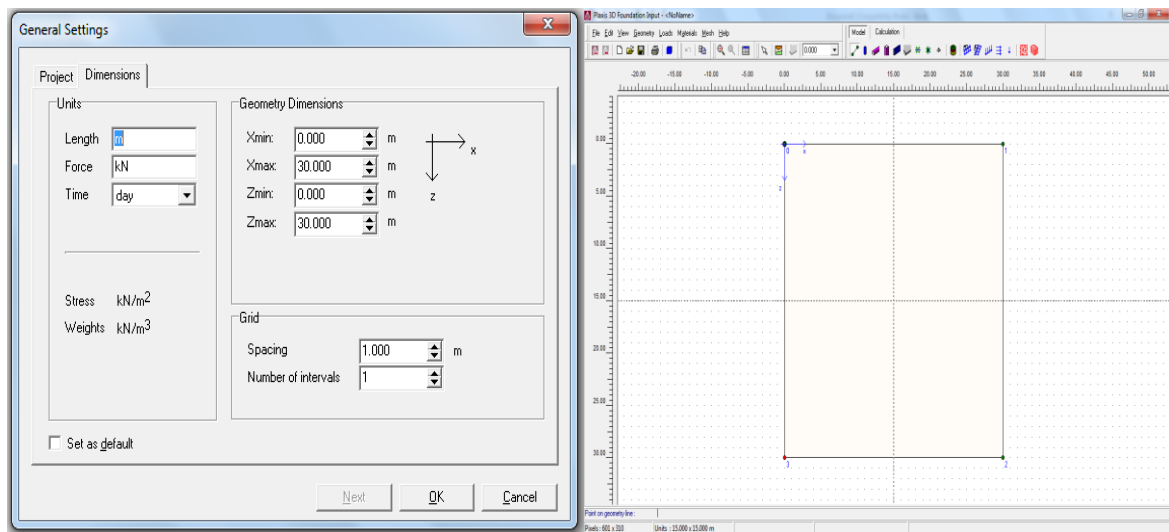 General Settings
Project Dimensions
Units
Length m
Force kN
Time day
Stress kN/m2
Weights kN/m3
Geometry Dimensions
Xmin: 0.000 m
Xmax: 30.000 m
Zmin: 0.000 m
Zmax: 30.000 m
x
z
Grid
Spacing 1.000 m
Number of intervals 1
Set as default
Next OK Cancel
Plaxis 3D Foundation Input - <NoName>
File Edit View Geometry Loads Materials Mesh Help
Model Calculation
0.000
-20.00 -15.00 -10.00 -5.00 0.00 5.00 10.00 15.00 20.00 25.00 30.00 35.00 40.00 45.00 50.00
0.00
5.00
10.00
15.00
20.00
25.00
30.00
0 x 1
z
3 2
Point on geometry line:
Pixels : 601 x 310 Units : 15.000 x 15.000 m